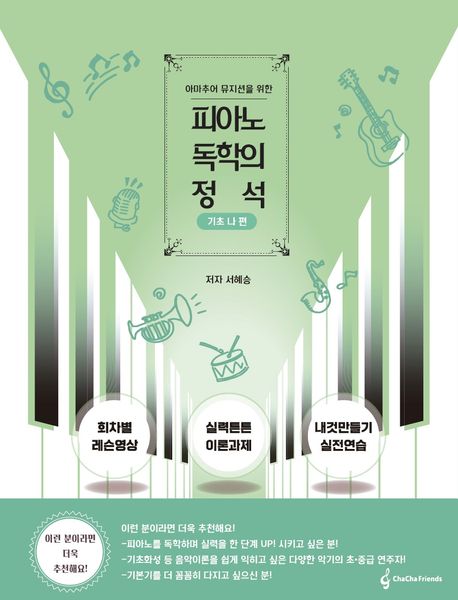 아마추어 뮤지션을 위한
피아노
독학의
정 석
기초 나 편
저자 서혜승
회차별
레슨영상
실력튼튼
이론과제
내것만들기
실전연습
이런 분이라면
더욱
추천해요!
이런 분이라면 더욱 추천해요!
-피아노를 독학하며 실력을 한 단계 UP! 시키고 싶은 분!
-기초화성 등 음악이론을 쉽게 익히고 싶은 다양한 악기의 초·중급 연주자!
-기본기를 더 꼼꼼히 다지고 싶으신 분!
ChaCha Friends